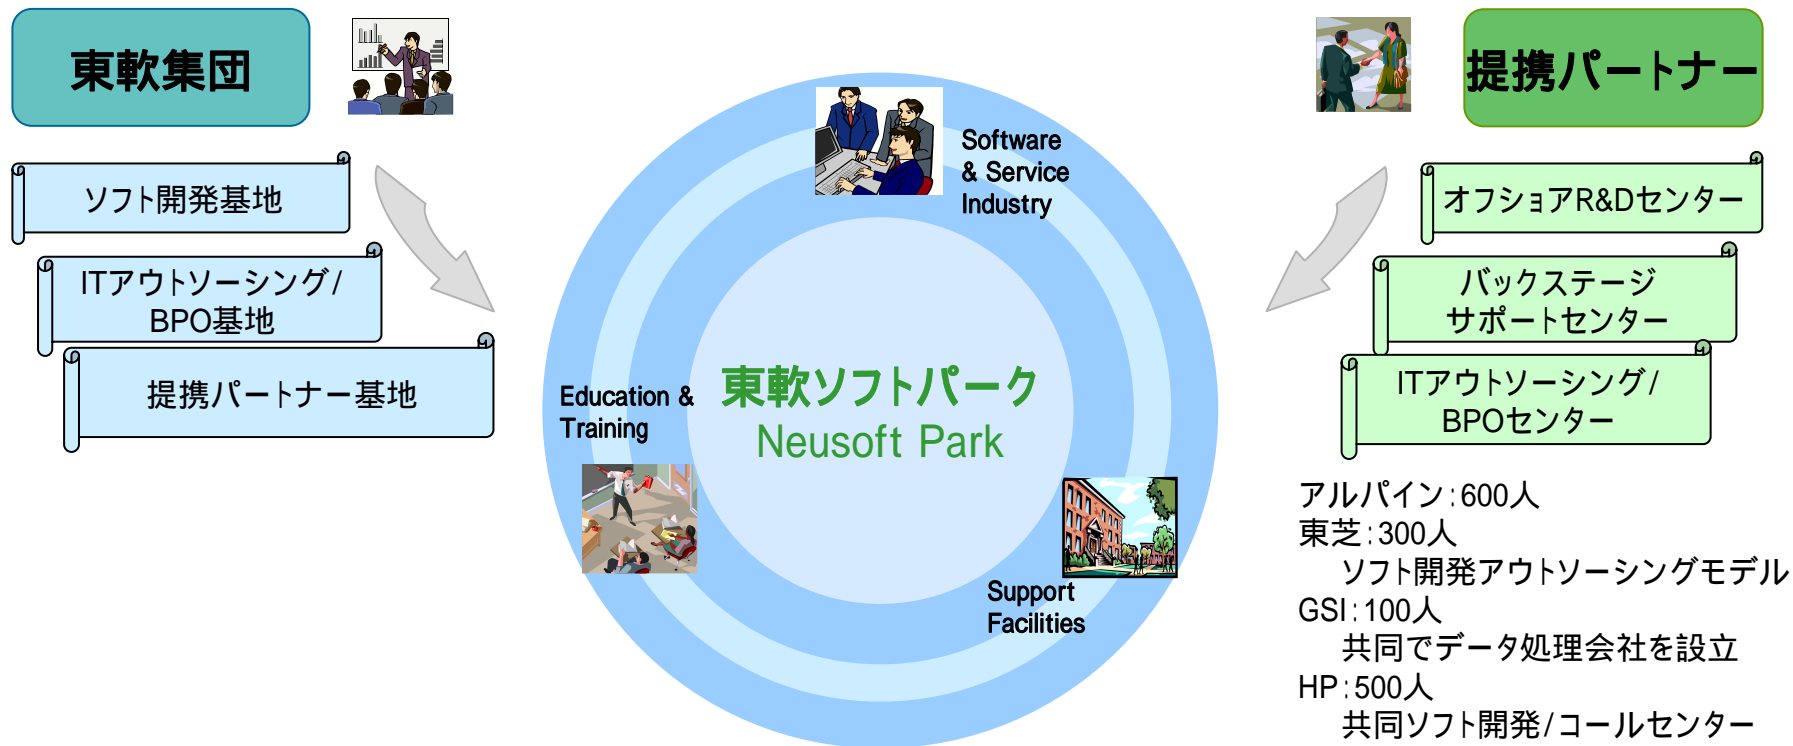 東軟集団
ソフト開発基地
ITアウトソーシング/
BPO基地
提携パートナー基地
Software
& Service
Industry
Education &
Training
東軟ソフトパーク
Neusoft Park
Support
Facilities
提携パートナー
オフショアR&Dセンター
バックステージ
サポートセンター
ITアウトソーシング/
BPOセンター
アルパイン:600人
東芝:300人
ソフト開発アウトソーシングモデル
GSI:100人
共同でデータ処理会社を設立
HP:500人
共同ソフト開発/コールセンター